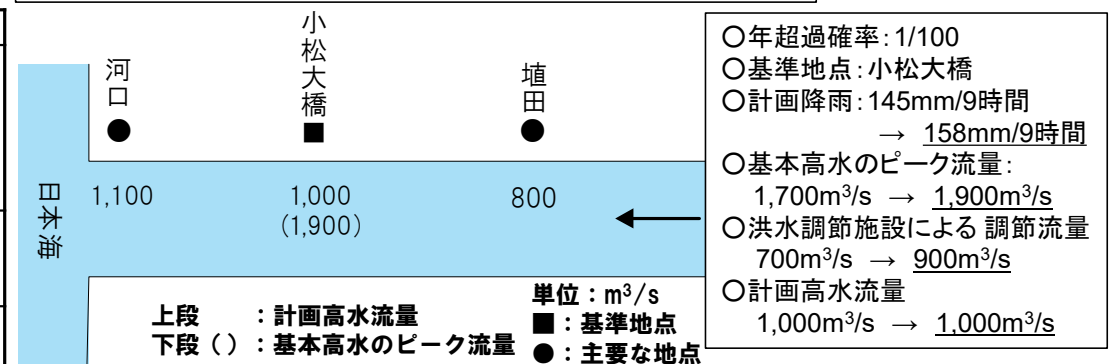 河口
小松大橋
埴田
日本海
1,100
1,000
(1,900)
800
上段　　：計画高水流量
下段（ ）：基本高水のピーク流量
単位：m³/s
■：基準地点
●：主要な地点
〇年超過確率：1/100
〇基準地点：小松大橋
〇計画降雨：145mm/9時間
→ 158mm/9時間
〇基本高水のピーク流量：
1,700m³/s → 1,900m³/s
〇洪水調節施設による 調節流量
700m³/s → 900m³/s
〇計画高水流量
1,000m³/s → 1,000m³/s